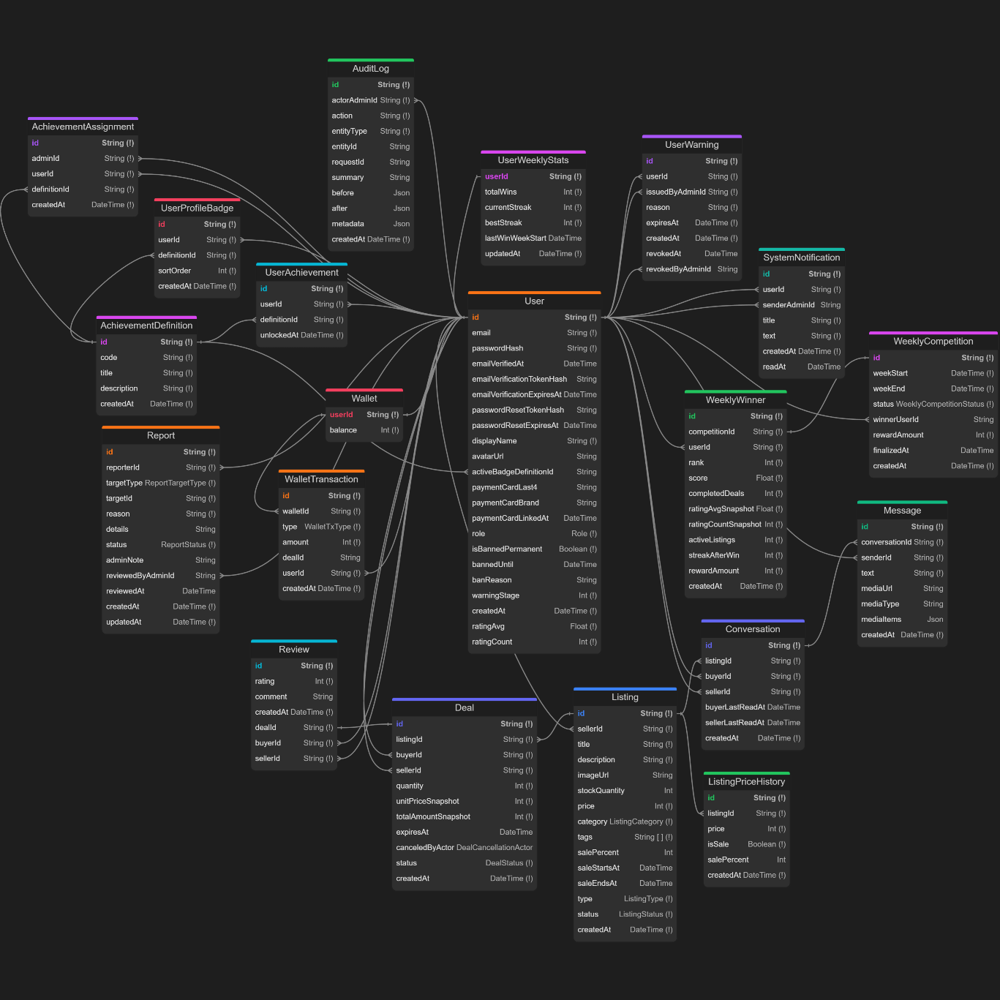 AuditLog
id String (!)
actorAdminId String (!)
action String (!)
entityType String (!)
entityId String
requestId String
summary String
before Json
after Json
metadata Json
createdAt DateTime (!)
AchievementAssignment
id String (!)
adminId String (!)
userId String (!)
definitionId String (!)
createdAt DateTime (!)
UserProfileBadge
id String (!)
userId String (!)
definitionId String (!)
sortOrder Int (!)
createdAt DateTime (!)
UserAchievement
id String (!)
userId String (!)
definitionId String (!)
unlockedAt DateTime (!)
AchievementDefinition
id String (!)
code String (!)
title String (!)
description String (!)
createdAt DateTime (!)
UserWeeklyStats
userId String (!)
totalWins Int (!)
currentStreak Int (!)
bestStreak Int (!)
lastWinWeekStart DateTime
updatedAt DateTime (!)
UserWarning
id String (!)
userId String (!)
issuedByAdminId String (!)
reason String (!)
expiresAt DateTime (!)
createdAt DateTime (!)
revokedAt DateTime
revokedByAdminId String
SystemNotification
id String (!)
userId String (!)
senderAdminId String
title String (!)
text String (!)
createdAt DateTime (!)
readAt DateTime
User
id String (!)
email String (!)
passwordHash String (!)
emailVerifiedAt DateTime
emailVerificationTokenHash String
emailVerificationExpiresAt DateTime
passwordResetTokenHash String
passwordResetExpiresAt DateTime
displayName String (!)
avatarUrl String
activeBadgeDefinitionId String
paymentCardLast4 String
paymentCardBrand String
paymentCardLinkedAt DateTime
role Role (!)
isBannedPermanent Boolean (!)
bannedUntil DateTime
banReason String
warningStage Int (!)
createdAt DateTime (!)
ratingAvg Float (!)
ratingCount Int (!)
WeeklyCompetition
id String (!)
weekStart DateTime (!)
weekEnd DateTime (!)
status WeeklyCompetitionStatus (!)
winnerUserId String
rewardAmount Int (!)
finalizedAt DateTime
createdAt DateTime (!)
WeeklyWinner
id String (!)
competitionId String (!)
userId String (!)
rank Int (!)
score Float (!)
completedDeals Int (!)
ratingAvgSnapshot Float (!)
ratingCountSnapshot Int (!)
activeListings Int (!)
streakAfterWin Int (!)
rewardAmount Int (!)
createdAt DateTime (!)
Wallet
userId String (!)
balance Int (!)
Report
id String (!)
reporterId String (!)
targetType ReportTargetType (!)
targetId String (!)
reason String (!)
details String
status ReportStatus (!)
adminNote String
reviewedByAdminId String
reviewedAt DateTime
createdAt DateTime (!)
updatedAt DateTime (!)
WalletTransaction
id String (!)
walletId String (!)
type WalletTxType (!)
amount Int (!)
dealId String
userId String (!)
createdAt DateTime (!)
Message
id String (!)
conversationId String (!)
senderId String (!)
text String (!)
mediaUrl String
mediaType String
mediaItems Json
createdAt DateTime (!)
Conversation
id String (!)
listingId String (!)
buyerId String (!)
sellerId String (!)
buyerLastReadAt DateTime
sellerLastReadAt DateTime
createdAt DateTime (!)
Review
id String (!)
rating Int (!)
comment String
createdAt DateTime (!)
dealId String (!)
buyerId String (!)
sellerId String (!)
Deal
id String (!)
listingId String (!)
buyerId String (!)
sellerId String (!)
quantity Int (!)
unitPriceSnapshot Int (!)
totalAmountSnapshot Int (!)
expiresAt DateTime
canceledByActor DealCancellationActor
status DealStatus (!)
createdAt DateTime (!)
Listing
id String (!)
sellerId String (!)
title String (!)
description String (!)
imageUrl String
stockQuantity Int
price Int (!)
category ListingCategory (!)
tags String [ ] (!)
salePercent Int
saleStartsAt DateTime
saleEndsAt DateTime
type ListingType (!)
status ListingStatus (!)
createdAt DateTime (!)
ListingPriceHistory
id String (!)
listingId String (!)
price Int (!)
isSale Boolean (!)
salePercent Int
createdAt DateTime (!)